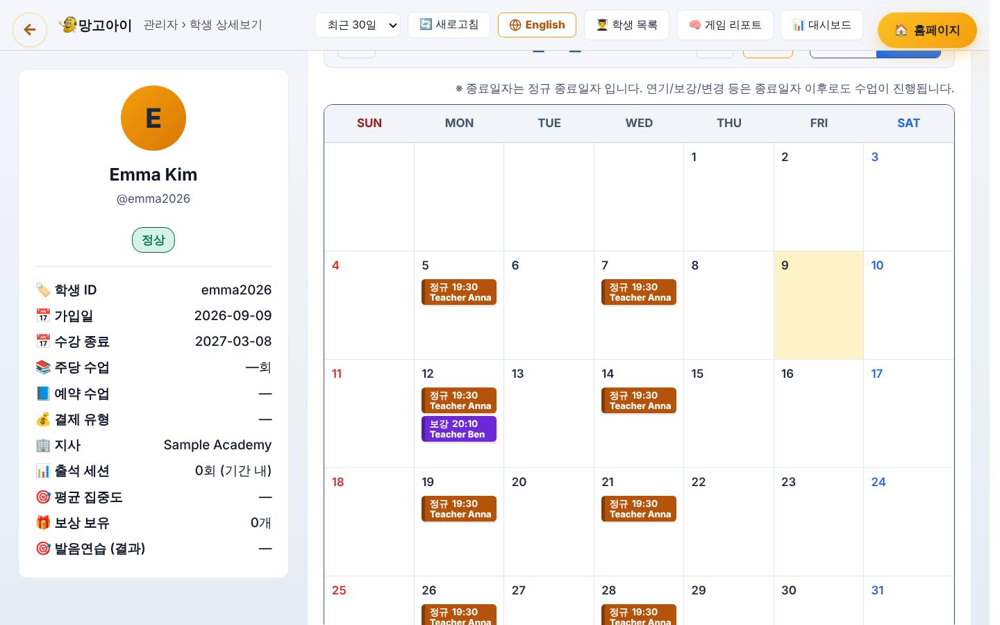 망고아이 관리자 › 학생 상세보기 최근 30일 새로고침 English 학생 목록 게임 리포트 대시보드 홈페이지
E
Emma Kim
@emma2026
정상
학생 ID emma2026
가입일 2026-09-09
수강 종료 2027-03-08
주당 수업 —회
예약 수업 —
결제 유형 —
지사 Sample Academy
출석 세션 0회 (기간 내)
평균 집중도 —
보상 보유 0개
발음연습 (결과) —
※ 종료일자는 정규 종료일자 입니다. 연기/보강/변경 등은 종료일자 이후로도 수업이 진행됩니다.
SUN MON TUE WED THU FRI SAT
1 2 3
4 5 6 7 8 9 10
정규 19:30 정규 19:30
Teacher Anna Teacher Anna
11 12 13 14 15 16 17
정규 19:30 정규 19:30
Teacher Anna Teacher Anna
보강 20:10
Teacher Ben
18 19 20 21 22 23 24
정규 19:30 정규 19:30
Teacher Anna Teacher Anna
25 26 27 28 29 30 31
정규 19:30 정규 19:30
Teacher Anna Teacher Anna